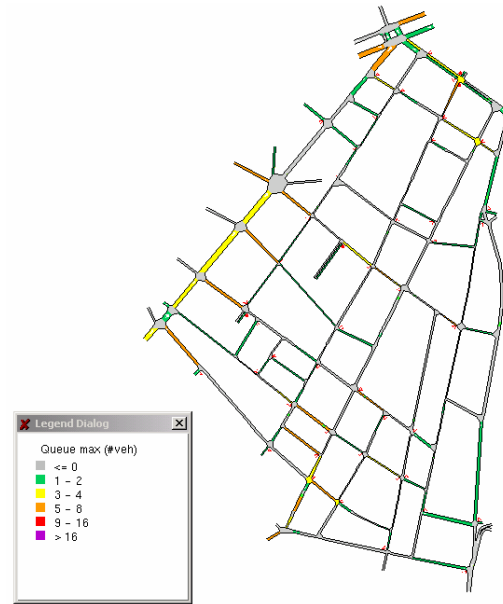 Legend Dialog
Queue max (#veh)
<= 0
1 - 2
3 - 4
5 - 8
9 - 16
> 16